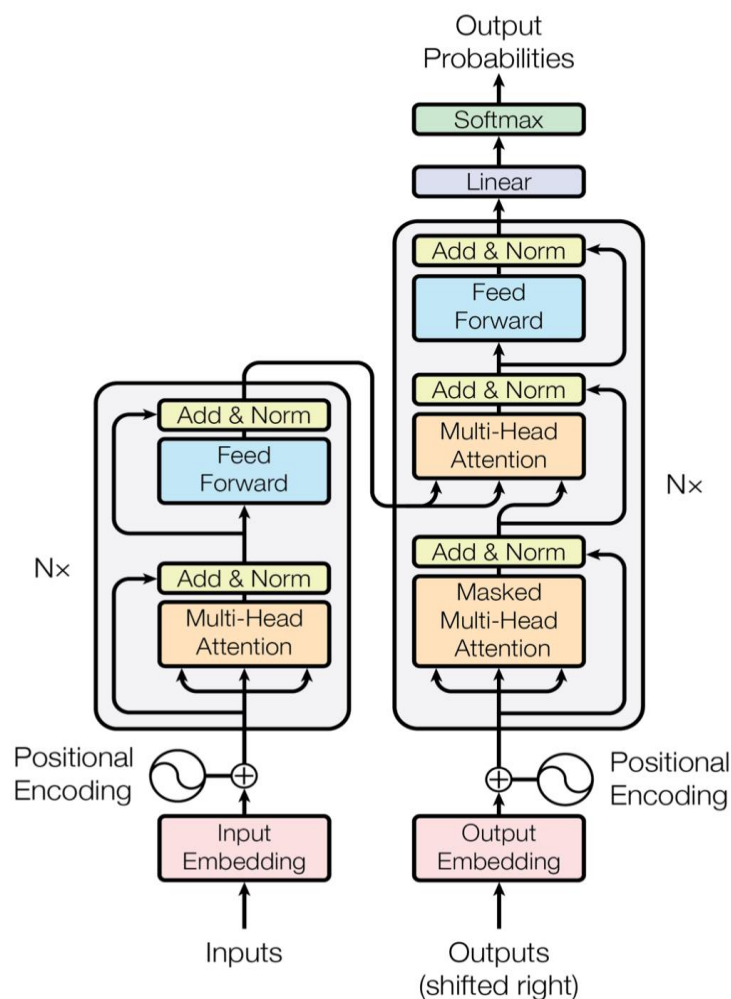 Output
Probabilities
Softmax
Linear
Add & Norm
Feed
Forward
Add & Norm
Multi-Head
Attention
Add & Norm
Masked
Multi-Head
Attention
N×
Add & Norm
Feed
Forward
Add & Norm
Multi-Head
Attention
N×
Positional
Encoding
Positional
Encoding
Input
Embedding
Output
Embedding
Inputs
Outputs
(shifted right)